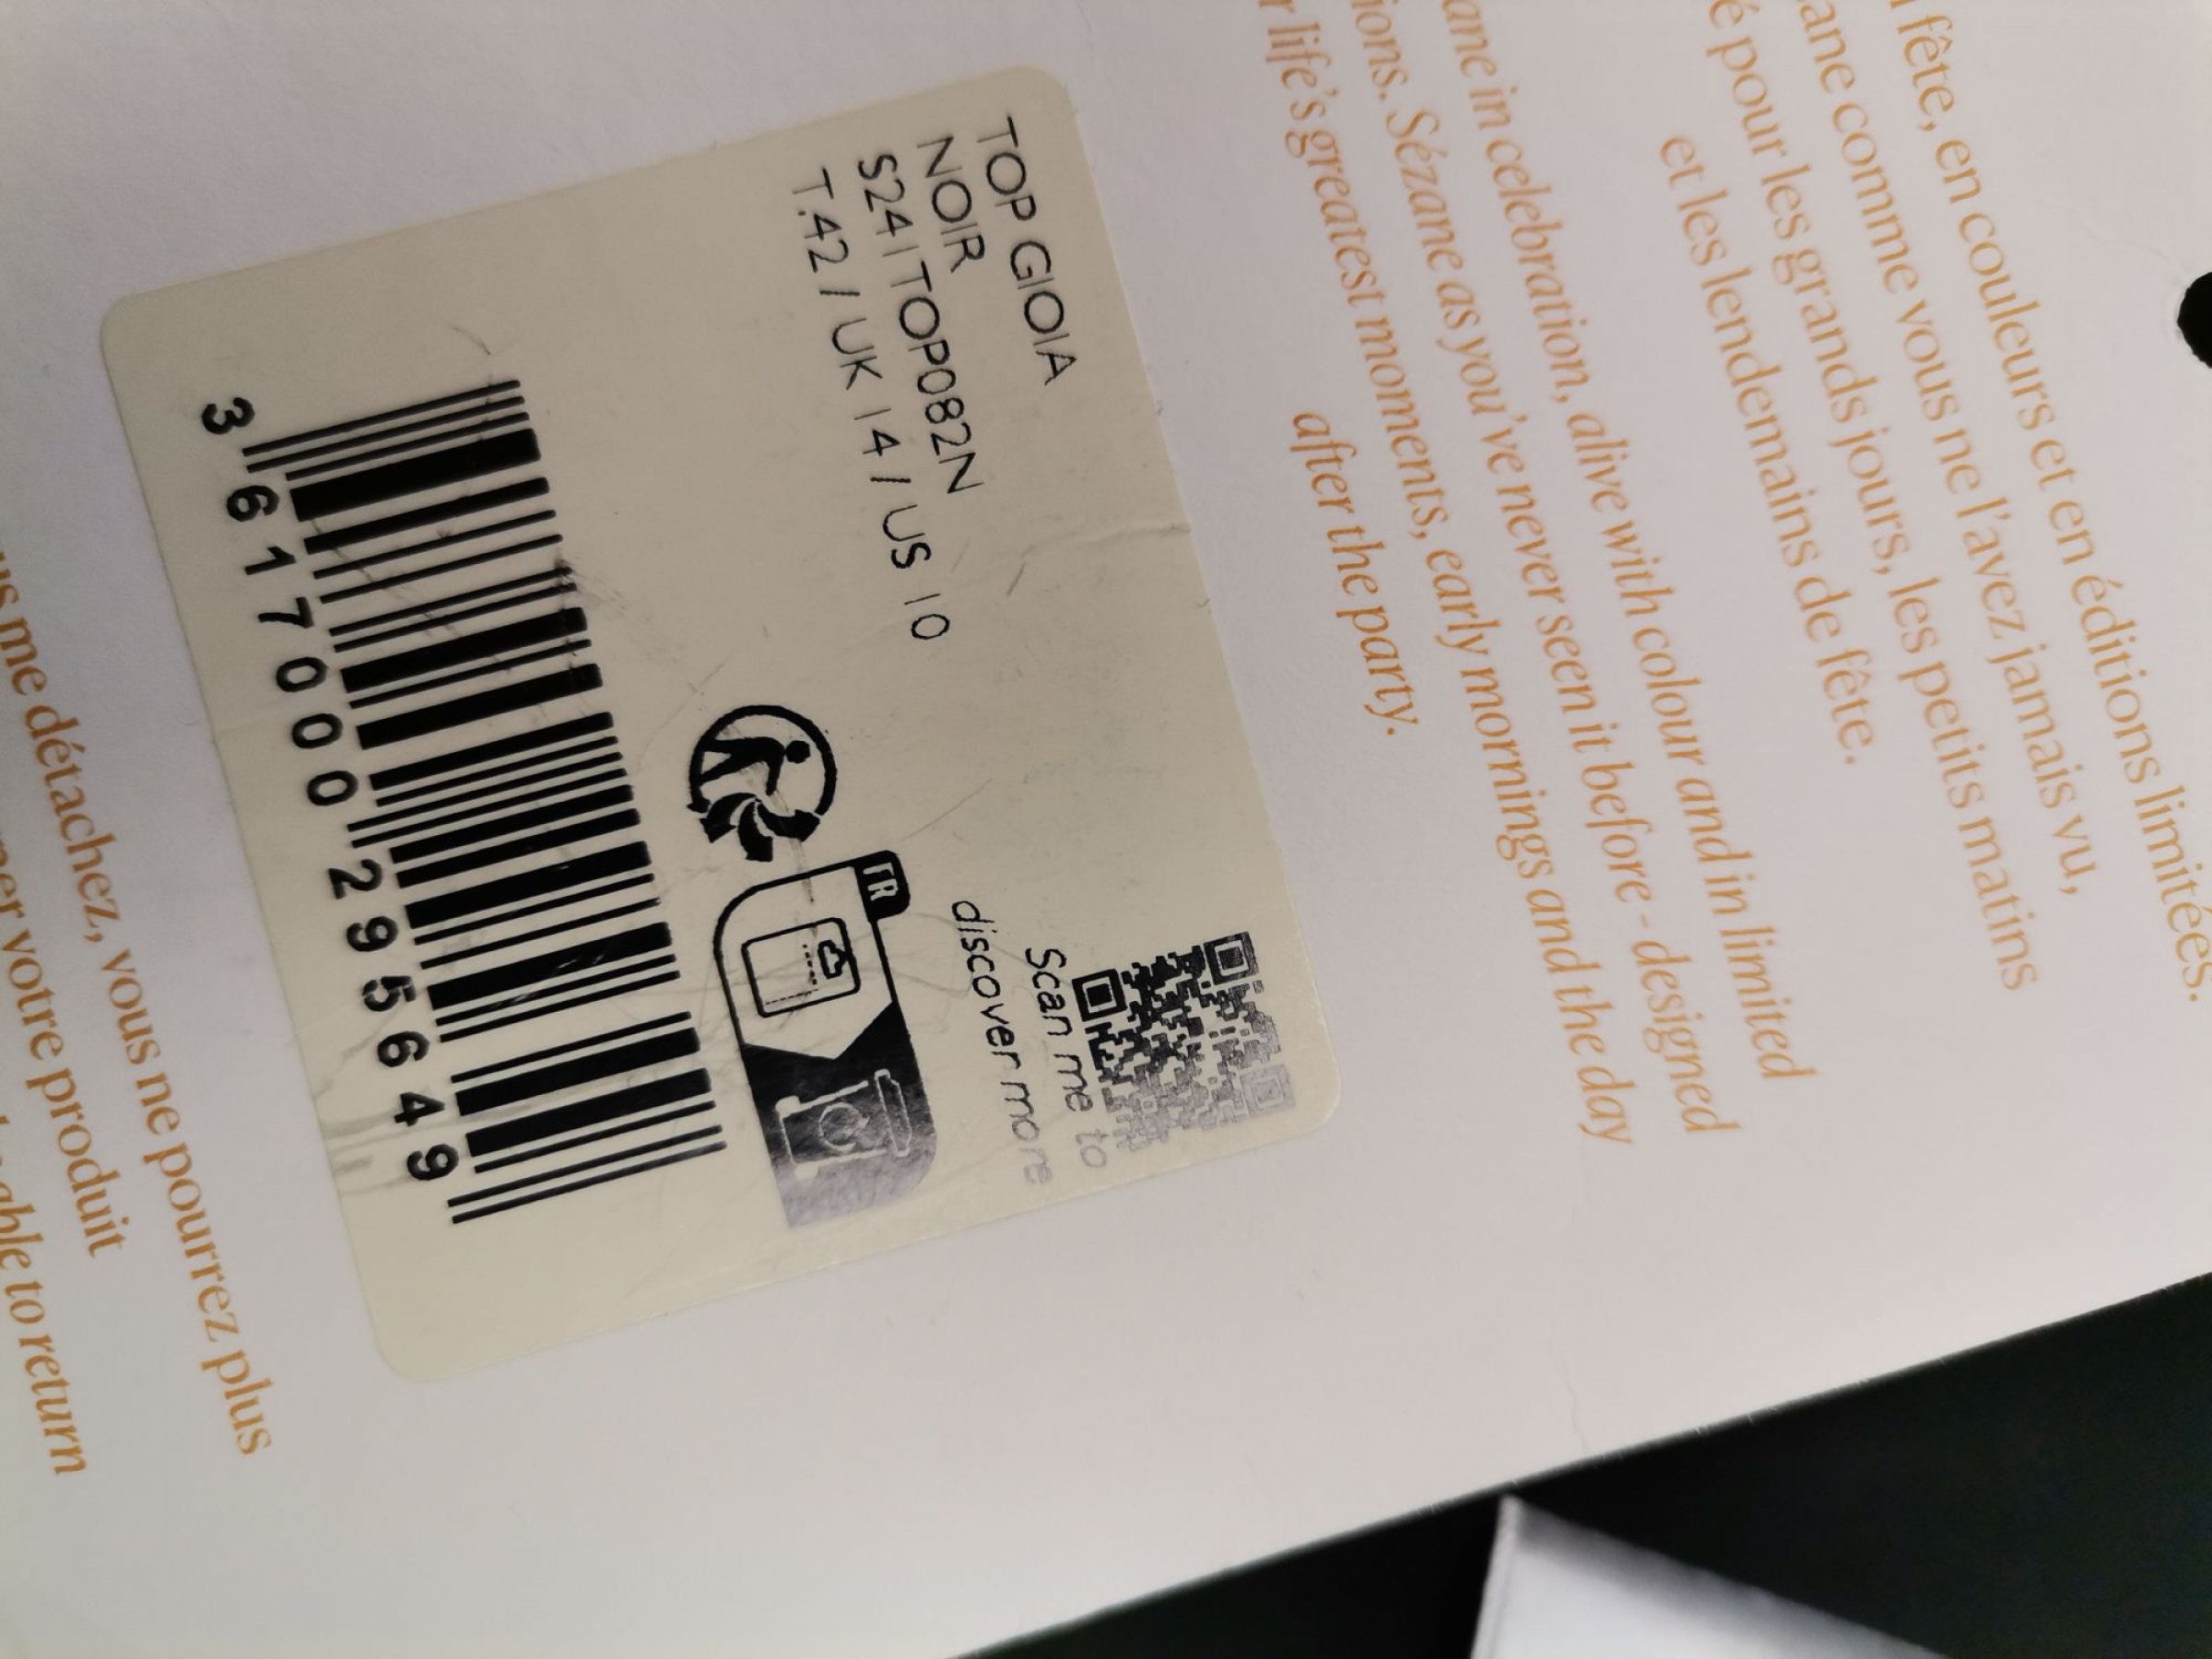 fête, en couleurs et en éditions limitées.
ane comme vous ne l'avez jamais vu,
é pour les grands jours, les petits matins
et les lendemains de fête.
ane in celebration, alive with colour and in limited
ions. Sézane as you've never seen it before - designed
r life's greatest moments, early mornings and the day
after the party.
TOP GIOIA
NOIR
S241TOP082N
T.42 / UK 14 / US 10
Scan me to
discover more
FR
3 617000 295649
us me détachez, vous ne pourrez plus
ner votre produit
able to return